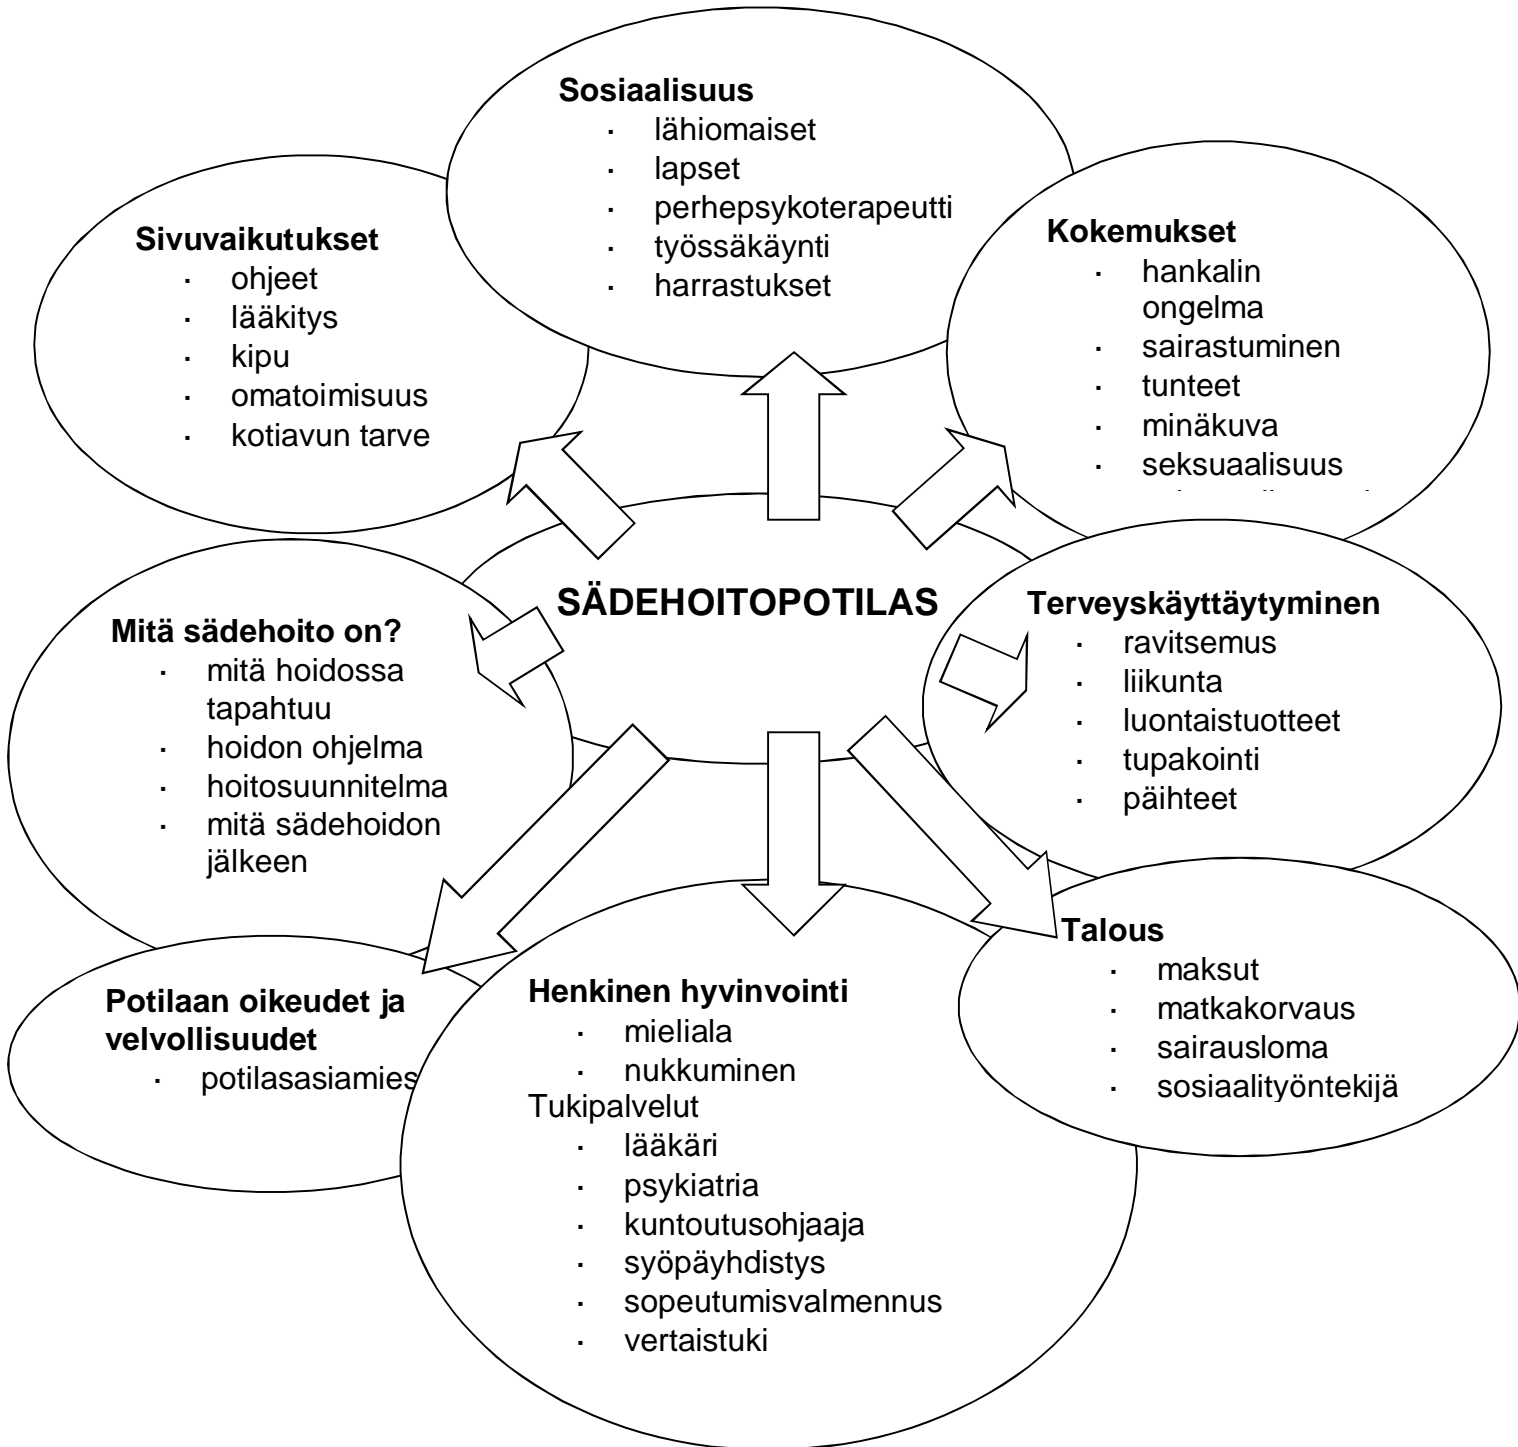 Sosiaalisuus
· lähiomaiset
· lapset
· perhepsykoterapeutti
· työssäkäynti
· harrastukset
Sivuvaikutukset
· ohjeet
· lääkitys
· kipu
· omatoimisuus
· kotiavun tarve
Kokemukset
· hankalin
ongelma
· sairastuminen
· tunteet
· minäkuva
· seksuaalisuus
SÄDEHOITOPOTILAS
Mitä sädehoito on?
· mitä hoidossa
tapahtuu
· hoidon ohjelma
· hoitosuunnitelma
· mitä sädehoidon
jälkeen
Terveyskäyttäytyminen
· ravitsemus
· liikunta
· luontaistuotteet
· tupakointi
· päihteet
Potilaan oikeudet ja
velvollisuudet
· potilasasiamies
Henkinen hyvinvointi
· mieliala
· nukkuminen
Tukipalvelut
· lääkäri
· psykiatria
· kuntoutusohjaaja
· syöpäyhdistys
· sopeutumisvalmennus
· vertaistuki
Talous
· maksut
· matkakorvaus
· sairausloma
· sosiaalityöntekijä